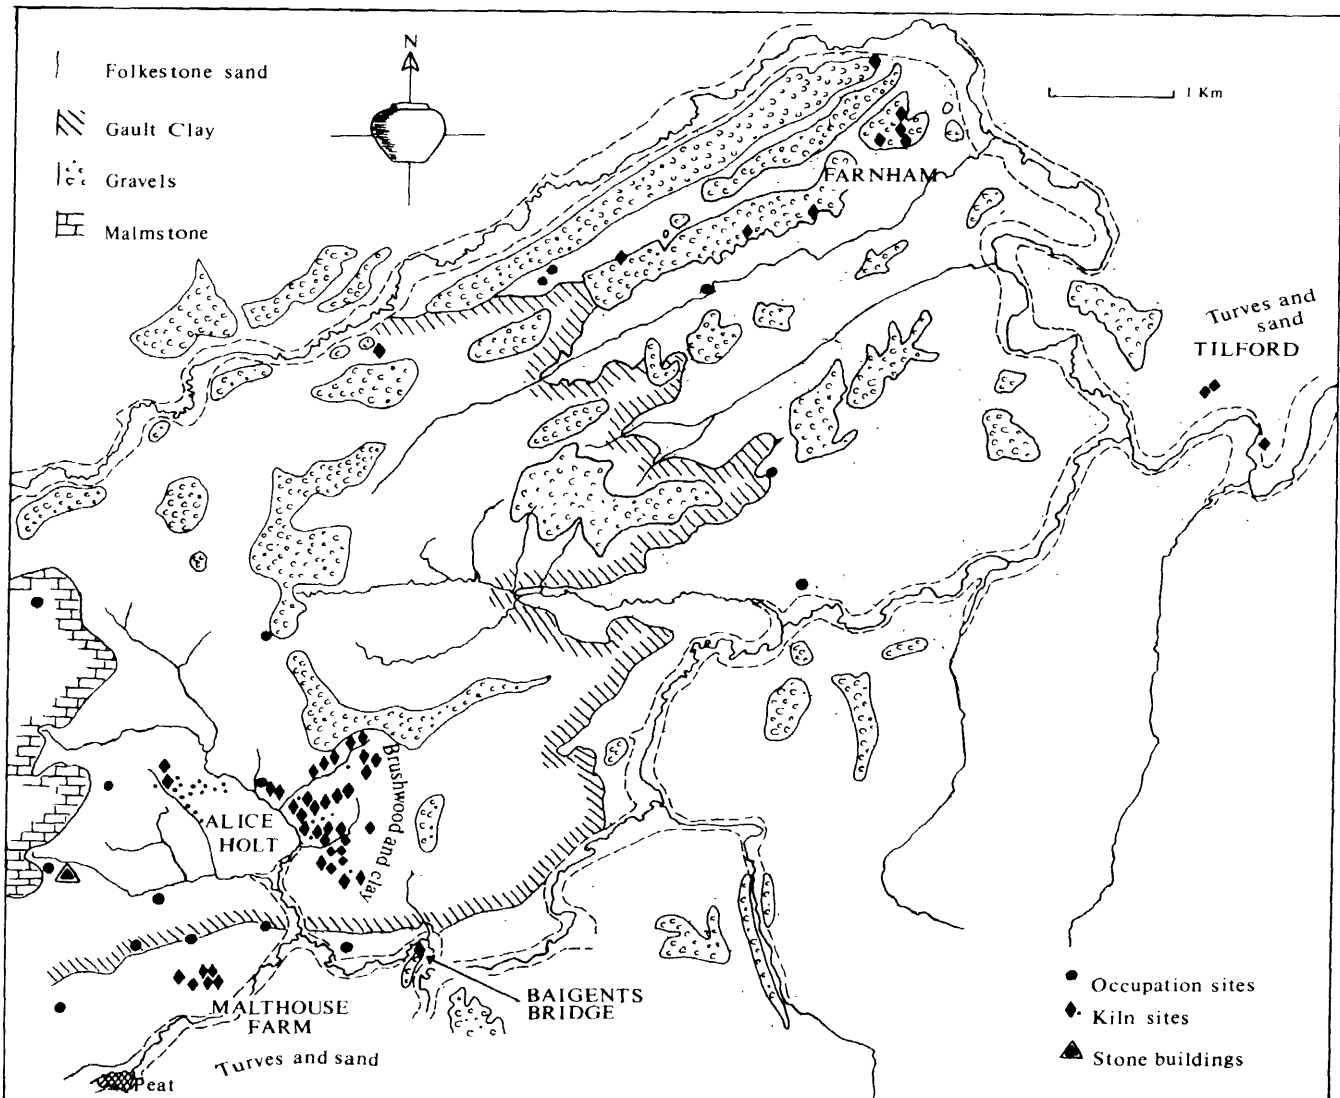 Folkestone sand
Gault Clay
Gravels
Malmstone
N
1 Km
FARNHAM
Turves and
sand
TILFORD
Brushwood and clay
ALICE
HOLT
MALTHOUSE
FARM
BAIGENTS
BRIDGE
Turves and sand
Peat
Occupation sites
Kiln sites
Stone buildings